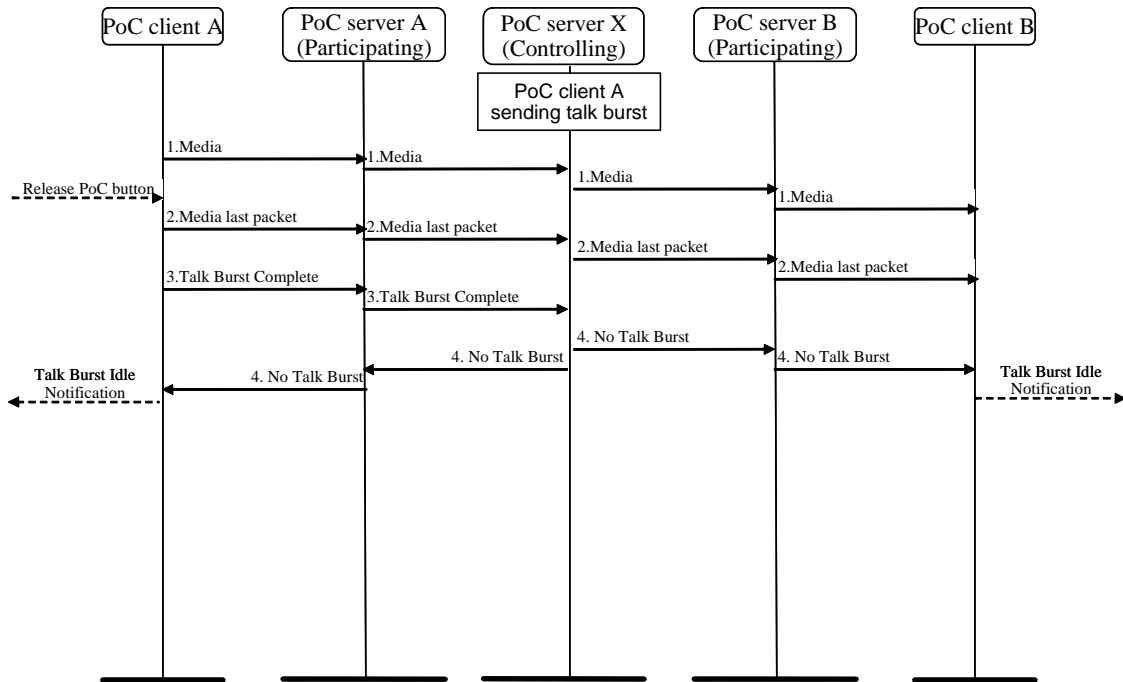 PoC client A
PoC server A
(Participating)
PoC server X
(Controlling)
PoC server B
(Participating)
PoC client B
PoC client A
sending talk burst
1.Media
1.Media
1.Media
1.Media
Release PoC button
2.Media last packet
2.Media last packet
2.Media last packet
2.Media last packet
3.Talk Burst Complete
3.Talk Burst Complete
4. No Talk Burst
4. No Talk Burst
4. No Talk Burst
4. No Talk Burst
Talk Burst Idle
Notification
Talk Burst Idle
Notification